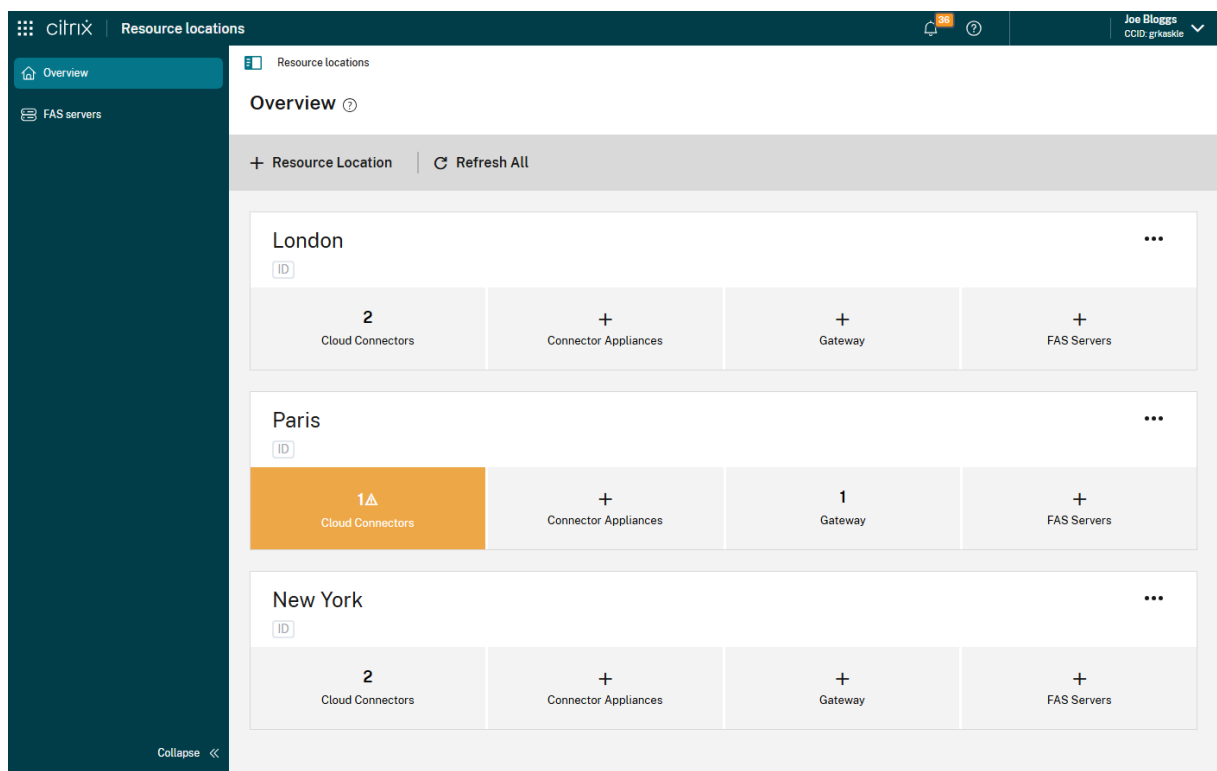 citrix Resource locations 36 Joe Bloggs
CCID: grkaskle
Overview
FAS servers
Collapse
Resource locations
Overview
+ Resource Location Refresh All
London
ID
2 + + +
Cloud Connectors Connector Appliances Gateway FAS Servers
Paris
ID
1 + 1 +
Cloud Connectors Connector Appliances Gateway FAS Servers
New York
ID
2 + + +
Cloud Connectors Connector Appliances Gateway FAS Servers